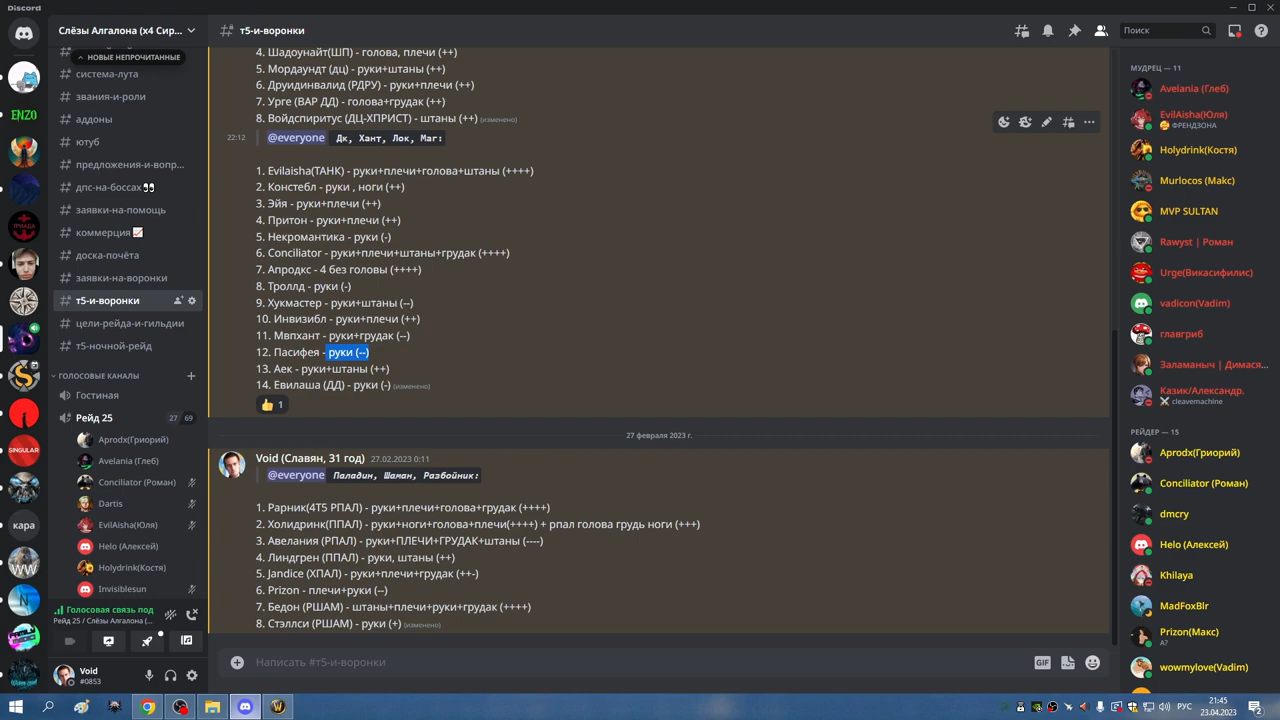 Discord
Слёзы Алгалона (x4 Сир...
НОВЫЕ НЕПРОЧИТАННЫЕ
система-лута
звания-и-роли
аддоны
ютуб
предложения-и-вопр...
дпс-на-боссах
заявки-на-помощь
коммерция
доска-почёта
заявки-на-воронки
т5-и-воронки
цели-рейда-и-гильдии
т5-ночной-рейд
ГОЛОСОВЫЕ КАНАЛЫ
Гостиная
Рейд 25
27 69
Aprodx(Гриорий)
Avelania (Глеб)
Conciliator (Роман)
Dartis
EvilAisha(Юля)
Helo (Алексей)
Holydrink(Костя)
Invisiblesun
Голосовая связь под
Рейд 25 / Слёзы Алгалона (...
Void
#0853
ENZO
ТРИАДА
SINGULAR
кара
WW
т5-и-воронки
Поиск
4. Шадоунайт(ШП) - голова, плечи (++)
5. Мордаундт (дц) - руки+штаны (++)
6. Друидинвалид (РДРУ) - руки+плечи (++)
7. Урге (ВАР ДД) - голова+грудак (++)
8. Войдспиритус (ДЦ-ХПРИСТ) - штаны (++) (изменено)
22:12
@everyone Дк, Хант, Лок, Маг:
1. Evilaisha(ТАНК) - руки+плечи+голова+штаны (++++)
2. Констебл - руки , ноги (++)
3. Эйя - руки+плечи (++)
4. Притон - руки+плечи (++)
5. Некромантика - руки (-)
6. Conciliator - руки+плечи+штаны+грудак (++++)
7. Апродкс - 4 без головы (++++)
8. Троллд - руки (-)
9. Хукмастер - руки+штаны (--)
10. Инвизибл - руки+плечи (++)
11. Мвпхант - руки+грудак (--)
12. Пасифея - руки (--)
13. Аек - руки+штаны (++)
14. Евилаша (ДД) - руки (-) (изменено)
1
27 февраля 2023 г.
Void (Славян, 31 год) 27.02.2023 0:11
@everyone Паладин, Шаман, Разбойник:
1. Рарник(4Т5 РПАЛ) - руки+плечи+голова+грудак (++++)
2. Холидринк(ППАЛ) - руки+ноги+голова+плечи(++++) + рпал голова грудь ноги (+++)
3. Авелания (РПАЛ) - руки+ПЛЕЧИ+ГРУДАК+штаны (----)
4. Линдгрен (ППАЛ) - руки, штаны (++)
5. Jandice (ХПАЛ) - руки+плечи+грудак (++-)
6. Prizon - плечи+руки (--)
7. Бедон (РШАМ) - штаны+плечи+руки+грудак (++++)
8. Стэллси (РШАМ) - руки (+) (изменено)
Написать #т5-и-воронки
GIF
МУДРЕЦ — 11
Avelania (Глеб)
EvilAisha(Юля)
ФРЕНДЗОНА
Holydrink(Костя)
Murlocos (Макс)
MVP SULTAN
Rawyst | Роман
Urge(Викасифилис)
vadicon(Vadim)
главгриб
Заламаныч | Димася...
Казик/Александр.
cleavemachine
РЕЙДЕР — 15
Aprodx(Гриорий)
Conciliator (Роман)
dmcry
Helo (Алексей)
Khilaya
MadFoxBlr
Prizon(Макс)
А?
wowmylove(Vadim)
РУС
21:45
23.04.2023
2